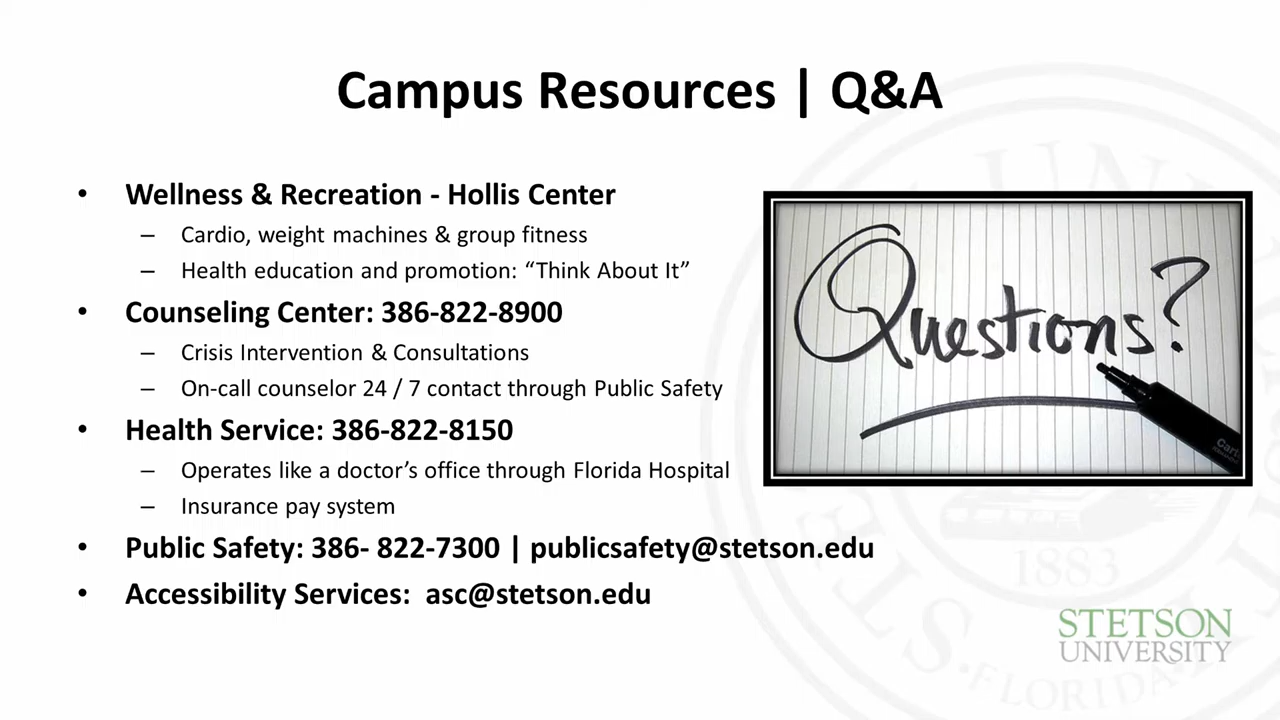 Campus Resources | Q&A
• Wellness & Recreation - Hollis Center
– Cardio, weight machines & group fitness
– Health education and promotion: “Think About It”
• Counseling Center: 386-822-8900
– Crisis Intervention & Consultations
– On-call counselor 24 / 7 contact through Public Safety
• Health Service: 386-822-8150
– Operates like a doctor’s office through Florida Hospital
– Insurance pay system
• Public Safety: 386- 822-7300 | publicsafety@stetson.edu
• Accessibility Services:  asc@stetson.edu
Questions?
1883
FLORIDA
STETSON
UNIVERSITY